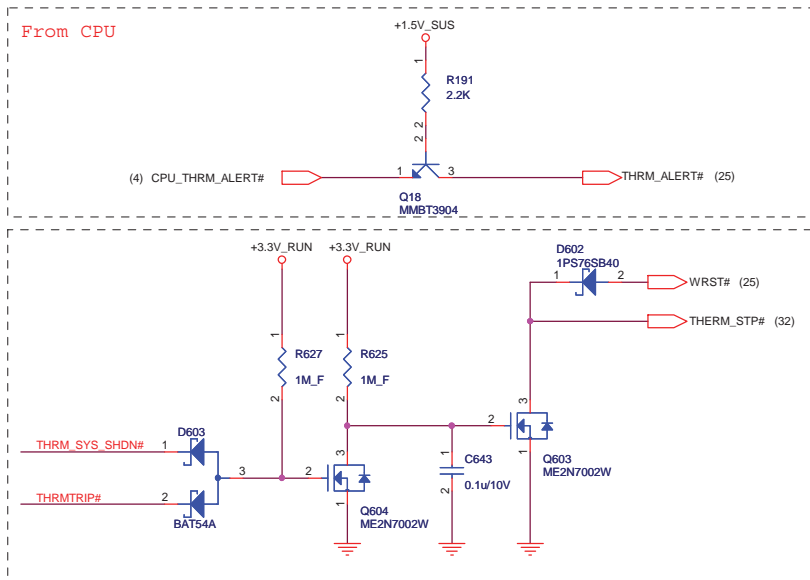 From CPU
+1.5V_SUS
1
R191
2.2K
2
2
(4) CPU_THRM_ALERT#
1
3
THRM_ALERT# (25)
Q18
MMBT3904
+3.3V_RUN
+3.3V_RUN
D602
1PS76SB40
1
2
WRST# (25)
THERM_STP# (32)
1
1
R627
R625
1M_F
1M_F
2
2
3
2
D603
THRM_SYS_SHDN#
1
3
2
3
1
C643
Q603
ME2N7002W
1
THRMTRIP#
2
BAT54A
2
0.1u/10V
1
Q604
ME2N7002W